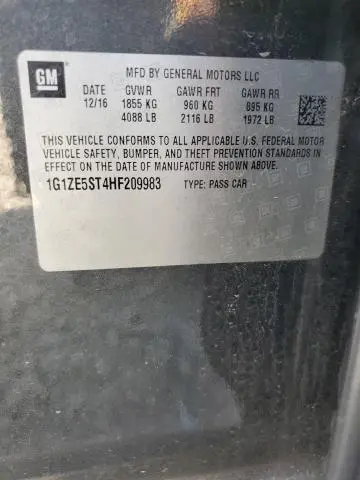 GM
MFD BY GENERAL MOTORS LLC
DATE GVWR GAWR FRT GAWR RR
12/16 1855 KG 960 KG 895 KG
4088 LB 2116 LB 1972 LB
THIS VEHICLE CONFORMS TO ALL APPLICABLE U.S. FEDERAL MOTOR
VEHICLE SAFETY, BUMPER, AND THEFT PREVENTION STANDARDS IN
EFFECT ON THE DATE OF MANUFACTURE SHOWN ABOVE.
1G1ZE5ST4HF209983 TYPE: PASS CAR